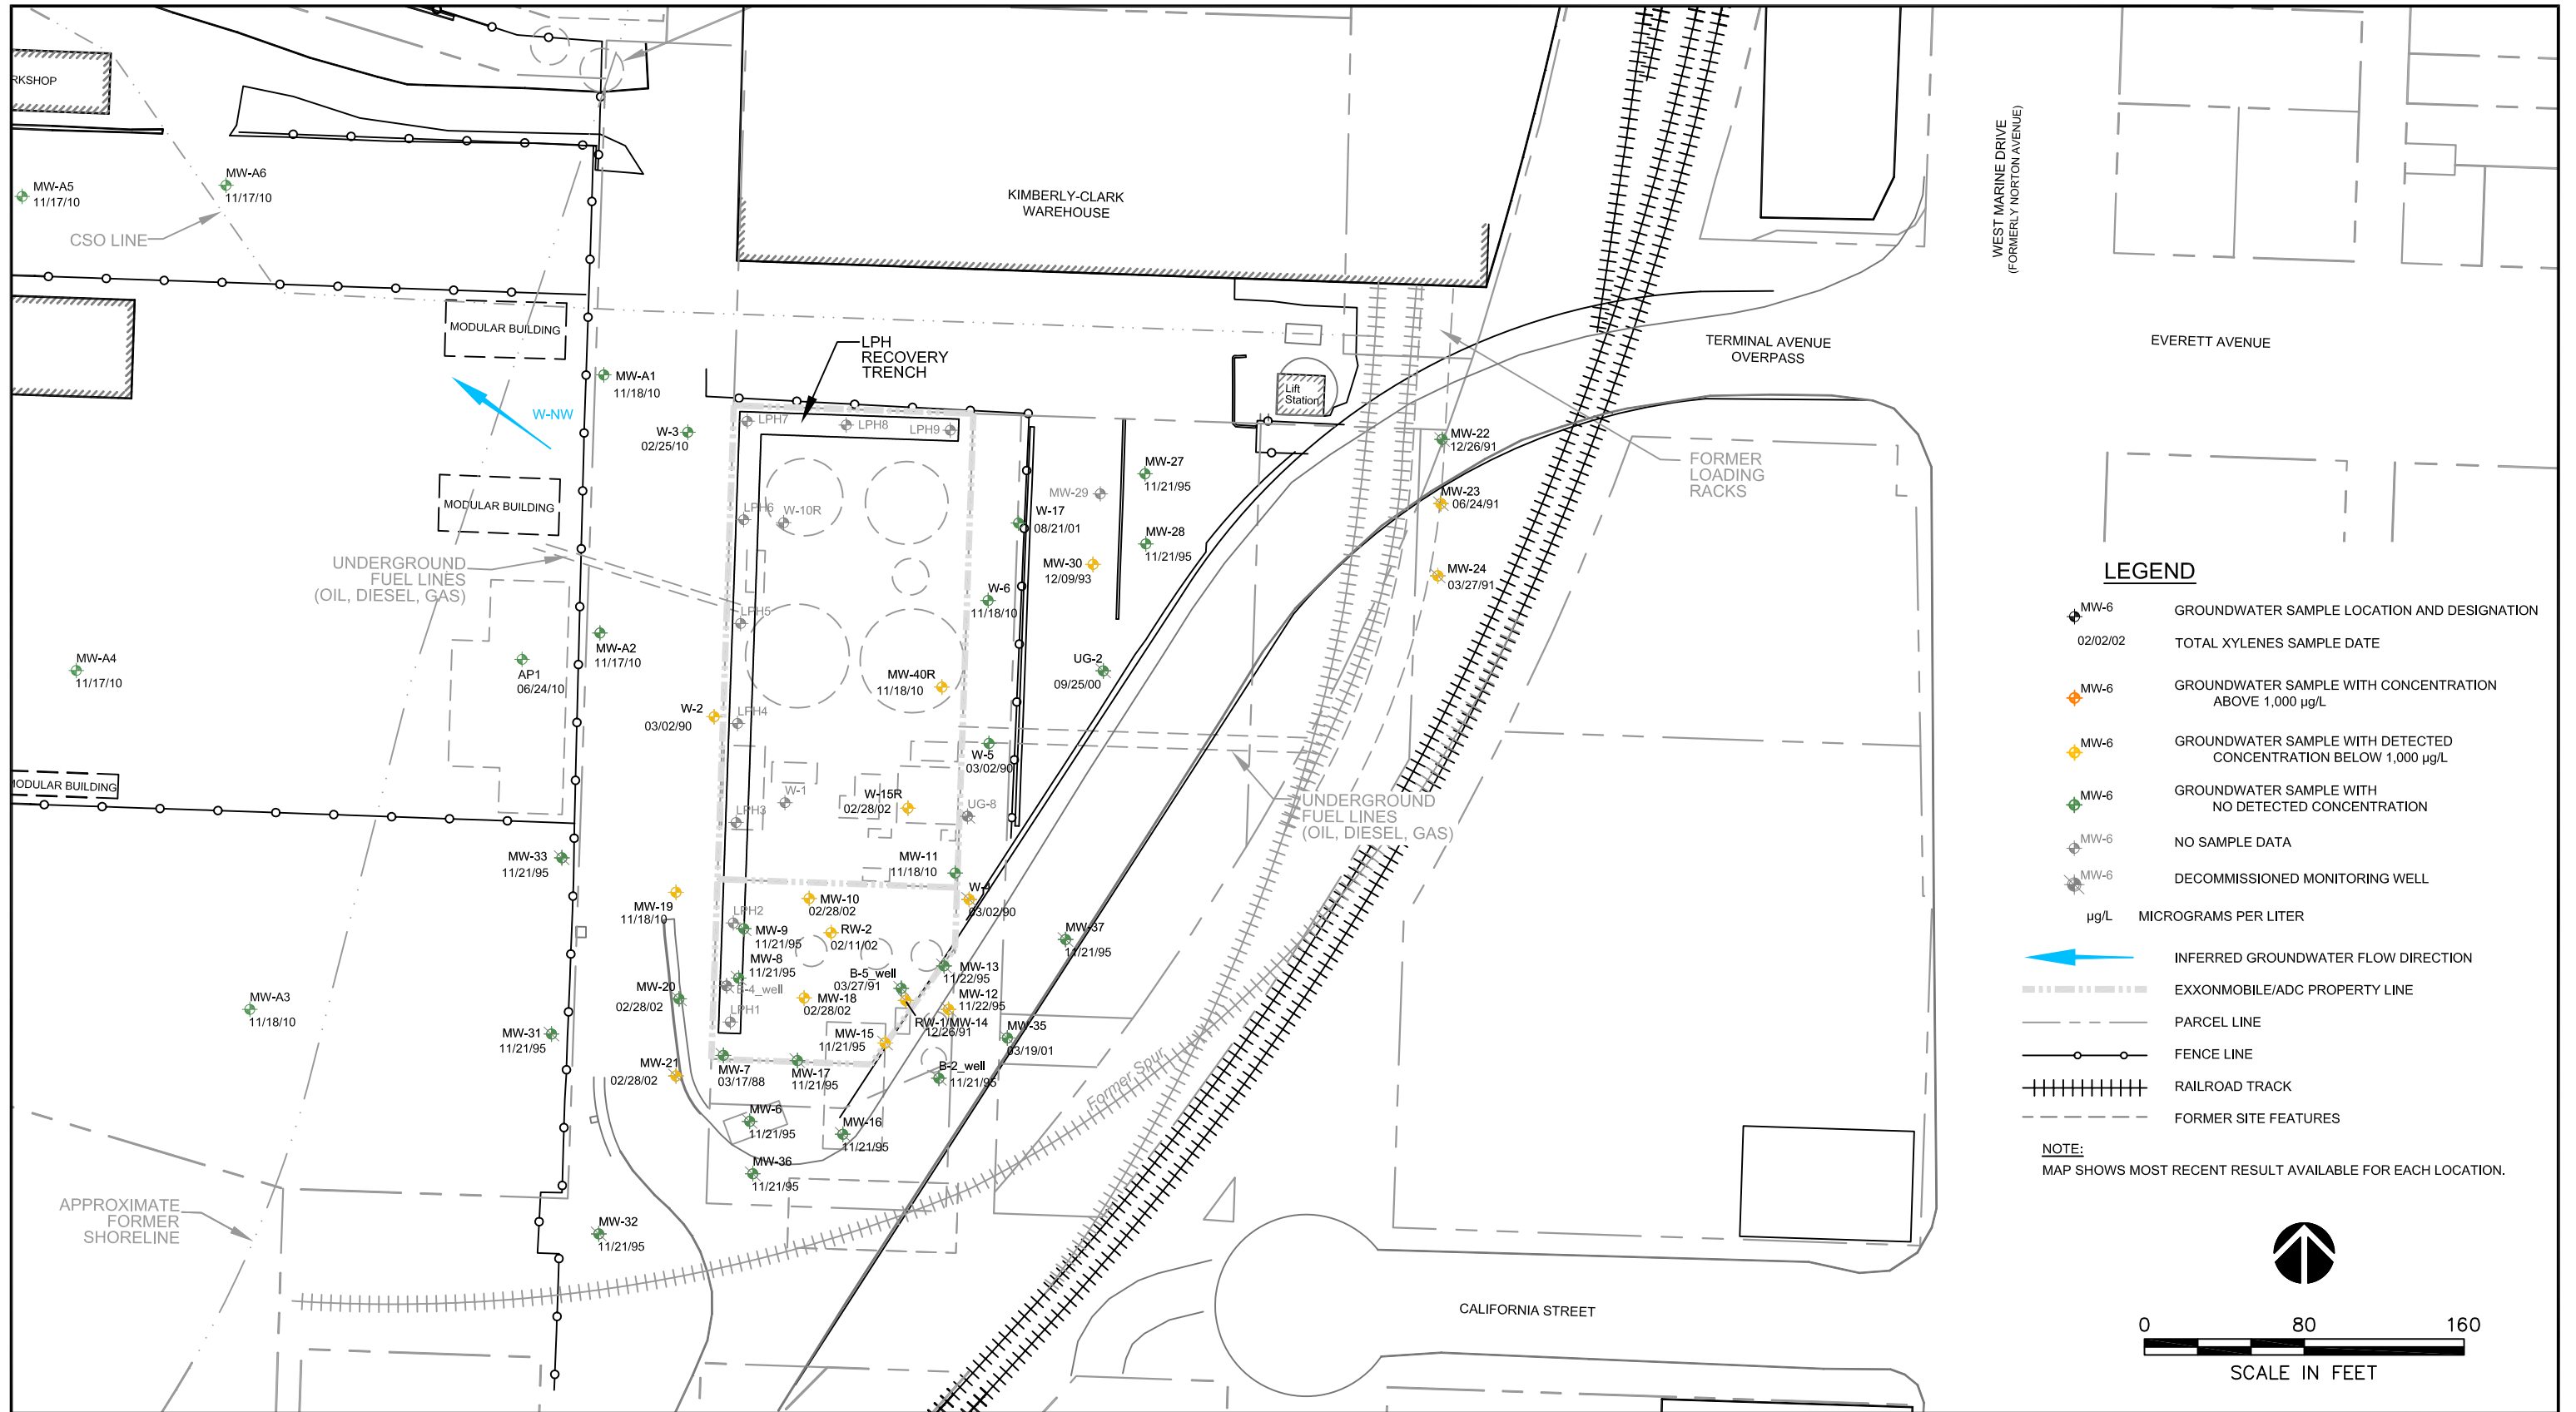 RKSHOP
MW-A5
11/17/10
MW-A6
11/17/10
CSO LINE
KIMBERLY-CLARK
WAREHOUSE
WEST MARINE DRIVE
(FORMERLY NORTON AVENUE)
MODULAR BUILDING
W-NW
MW-A1
11/18/10
W-3
02/25/10
LPH
RECOVERY
TRENCH
LPH7
LPH8
LPH9
Lift
Station
TERMINAL AVENUE
OVERPASS
EVERETT AVENUE
MW-22
12/26/91
MW-23
06/24/91
MW-24
03/27/91
FORMER
LOADING
RACKS
MW-27
11/21/95
MW-29
W-17
08/21/01
MW-28
11/21/95
MW-30
12/09/93
W-6
11/18/10
MODULAR BUILDING
LPH6
W-10R
UNDERGROUND
FUEL LINES
(OIL, DIESEL, GAS)
LPH5
MW-A4
11/17/10
AP1
06/24/10
MW-A2
11/17/10
UG-2
09/25/00
MW-40R
11/18/10
W-2
03/02/90
LPH4
W-5
03/02/90
MODULAR BUILDING
W-1
W-15R
02/28/02
LPH3
UG-8
UNDERGROUND
FUEL LINES
(OIL, DIESEL, GAS)
MW-33
11/21/95
MW-11
11/18/10
W-4
03/02/90
MW-19
11/18/10
MW-10
02/28/02
LPH2
MW-9
11/21/95
RW-2
02/11/02
MW-37
11/21/95
MW-8
11/21/95
B-4_well
B-5_well
03/27/91
MW-13
11/22/95
MW-20
02/28/02
MW-18
02/28/02
MW-12
11/22/95
LPH1
RW-1/MW-14
12/26/91
MW-A3
11/18/10
MW-31
11/21/95
MW-15
11/21/95
MW-35
03/19/01
MW-21
02/28/02
MW-7
03/17/88
MW-17
11/21/95
B-2_well
11/21/95
Former Spur
MW-6
11/21/95
MW-16
11/21/95
MW-36
11/21/95
APPROXIMATE
FORMER
SHORELINE
MW-32
11/21/95
CALIFORNIA STREET
LEGEND
MW-6
GROUNDWATER SAMPLE LOCATION AND DESIGNATION
02/02/02
TOTAL XYLENES SAMPLE DATE
MW-6
GROUNDWATER SAMPLE WITH CONCENTRATION
ABOVE 1,000 µg/L
MW-6
GROUNDWATER SAMPLE WITH DETECTED
CONCENTRATION BELOW 1,000 µg/L
MW-6
GROUNDWATER SAMPLE WITH
NO DETECTED CONCENTRATION
MW-6
NO SAMPLE DATA
MW-6
DECOMMISSIONED MONITORING WELL
µg/L MICROGRAMS PER LITER
INFERRED GROUNDWATER FLOW DIRECTION
EXXONMOBILE/ADC PROPERTY LINE
PARCEL LINE
FENCE LINE
RAILROAD TRACK
FORMER SITE FEATURES
NOTE:
MAP SHOWS MOST RECENT RESULT AVAILABLE FOR EACH LOCATION.
0 80 160
SCALE IN FEET